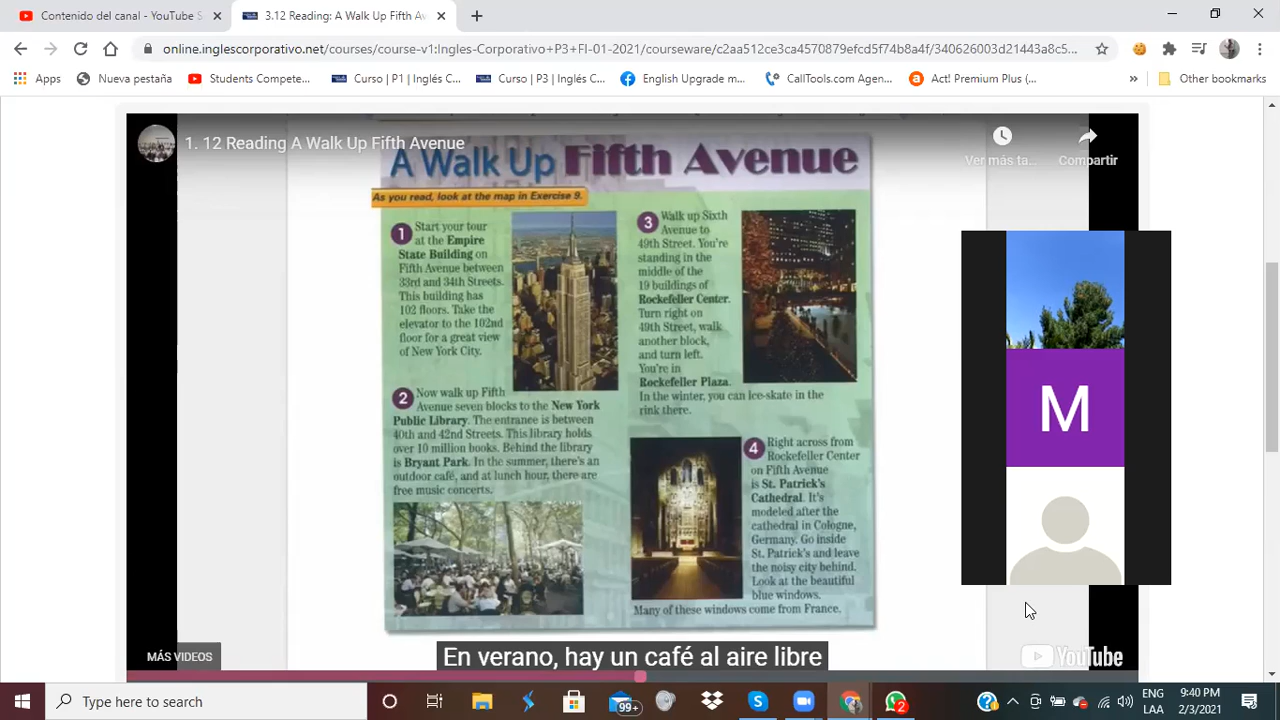 Contenido del canal - YouTube S
3.12 Reading: A Walk Up Fifth Av
online.inglescorporativo.net/courses/course-v1:Ingles-Corporativo+P3+FI-01-2021/courseware/c2aa512ce3ca4570879efcd5f74b8a4f/340626003d21443a8c5...
Apps
Nueva pestaña
Students Compete...
Curso | P1 | Inglés C...
Curso | P3 | Inglés C...
English Upgrade m...
CallTools.com Agen...
Act! Premium Plus (...
»
Other bookmarks
1. 12 Reading A Walk Up Fifth Avenue
Ver más ta...
Compartir
A Walk Up Fifth Avenue
As you read, look at the map in Exercise 9.
1 Start your tour
at the Empire
State Building on
Fifth Avenue between
33rd and 34th Streets.
This building has
102 floors. Take the
elevator to the 102nd
floor for a great view
of New York City.
2 Now walk up Fifth
Avenue seven blocks to the New York
Public Library. The entrance is between
40th and 42nd Streets. This library holds
over 10 million books. Behind the library
is Bryant Park. In the summer, there's an
outdoor café, and at lunch hour, there are
free music concerts.
3 Walk up Sixth
Avenue to
49th Street. You're
standing in the
middle of the
19 buildings of
Rockefeller Center.
Turn right on
49th Street, walk
another block,
and turn left.
You're in
Rockefeller Plaza.
In the winter, you can ice-skate in the
rink there.
4 Right across from
Rockefeller Center
on Fifth Avenue
is St. Patrick's
Cathedral. It's
modeled after the
cathedral in Cologne,
Germany. Go inside
St. Patrick's and leave
the noisy city behind.
Look at the beautiful
blue windows.
Many of these windows come from France.
M
En verano, hay un café al aire libre
MÁS VIDEOS
YouTube
Type here to search
99+
2
ENG
LAA
9:40 PM
2/3/2021